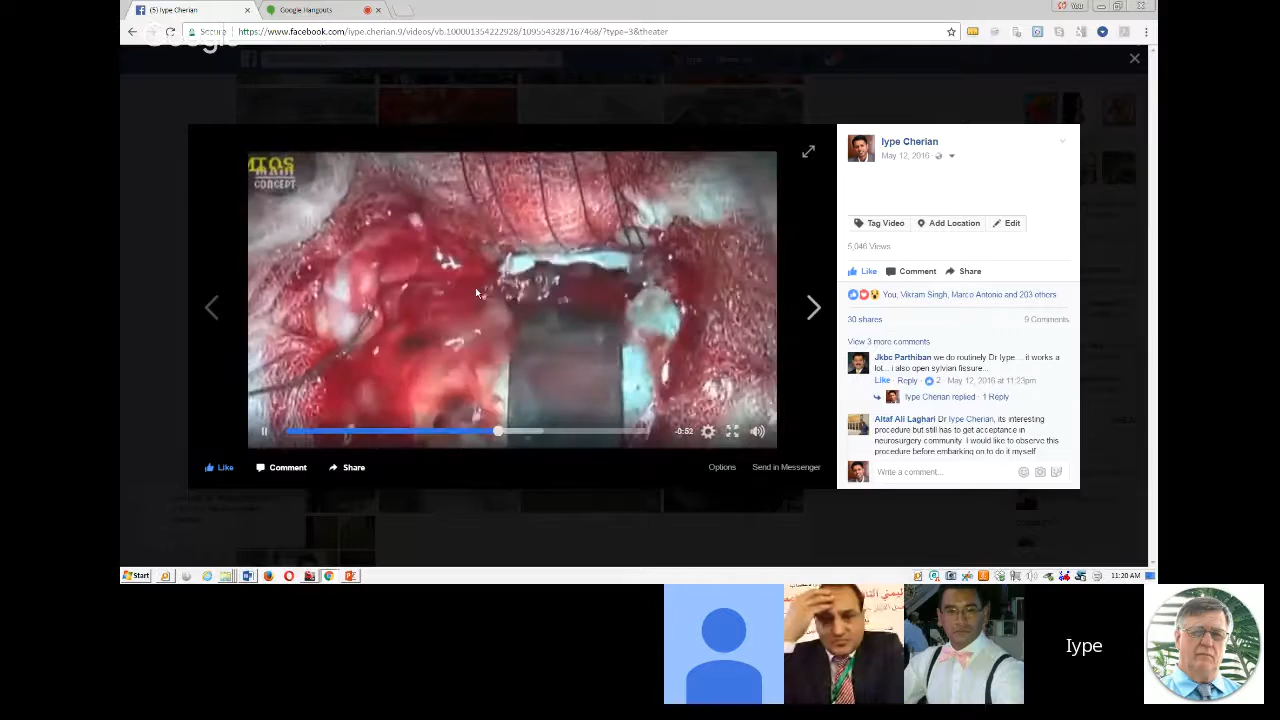 (5) Iype Cherian
Google Hangouts
You
Secure
https://www.facebook.com/iype.cherian.9/videos/vb.100001354222928/1095543287167468/?type=3&theater
Google
MAIN
CONCEPT
Iype Cherian
May 12, 2016
Tag Video
Add Location
Edit
5,046 Views
Like Comment Share
You, Vikram Singh, Marco Antonio and 203 others
30 shares
9 Comments
View 3 more comments
Jkbc Parthiban we do routinely Dr Iype.... it works a
lot... i also open sylvian fissure...
Like · Reply · 2 · May 12, 2016 at 11:23pm
Iype Cherian replied · 1 Reply
Altaf Ali Laghari Dr Iype Cherian, its interesting
procedure but still has to get acceptance in
neurosurgery community. I would like to observe this
procedure before embarking on to do it myself
Write a comment...
-0:52
Like Comment Share
Options Send in Messenger
Start
11:20 AM
Iype